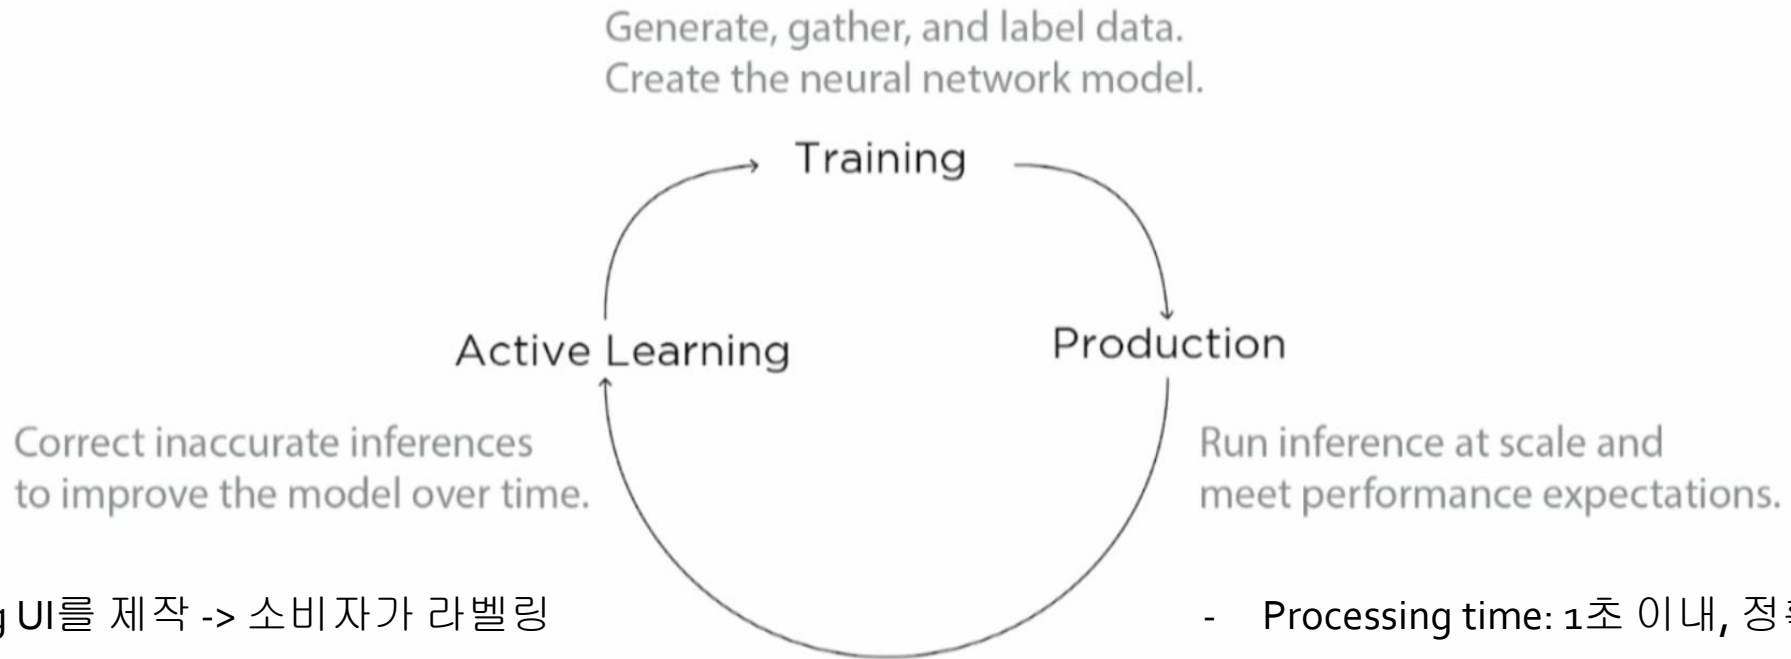 Generate, gather, and label data.
Create the neural network model.
Training
Active Learning
Production
Correct inaccurate inferences
to improve the model over time.
Run inference at scale and
meet performance expectations.
UI를 제작 -> 소비자가 라벨링
- Processing time: 1초 이내,